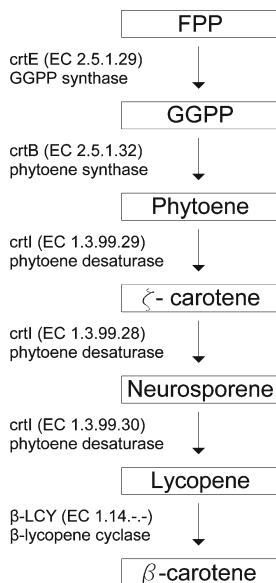 FPP
crtE (EC 2.5.1.29)
GGPP synthase
GGPP
crtB (EC 2.5.1.32)
phytoene synthase
Phytoene
crtI (EC 1.3.99.29)
phytoene desaturase
ζ- carotene
crtI (EC 1.3.99.28)
phytoene desaturase
Neurosporene
crtI (EC 1.3.99.30)
phytoene desaturase
Lycopene
β-LCY (EC 1.14.-.-)
β-lycopene cyclase
β-carotene